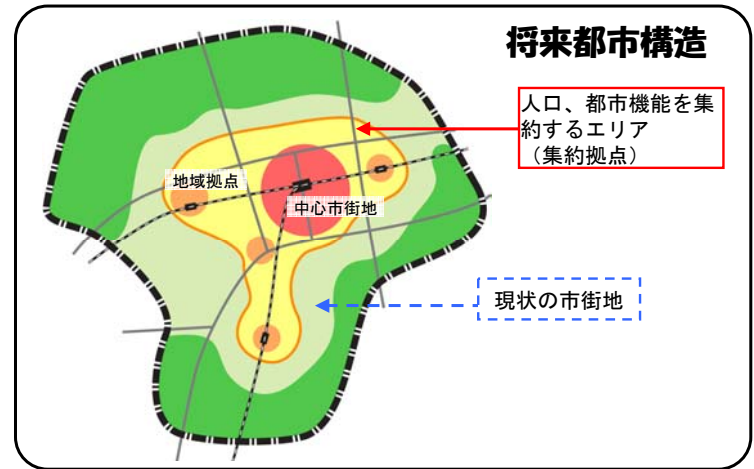 将来都市構造
人口、都市機能を集
約するエリア
（集約拠点）
地域拠点
中心市街地
現状の市街地